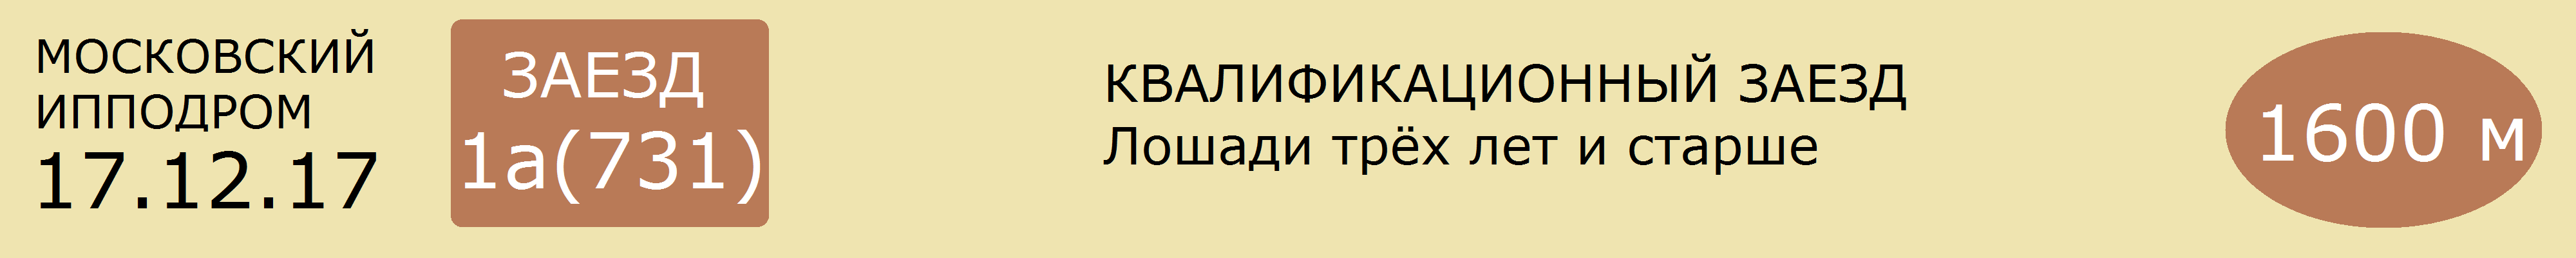 МОСКОВСКИЙ
ИППОДРОМ
17.12.17
ЗАЕЗД
1а(731)
КВАЛИФИКАЦИОННЫЙ ЗАЕЗД
Лошади трёх лет и старше
1600 м